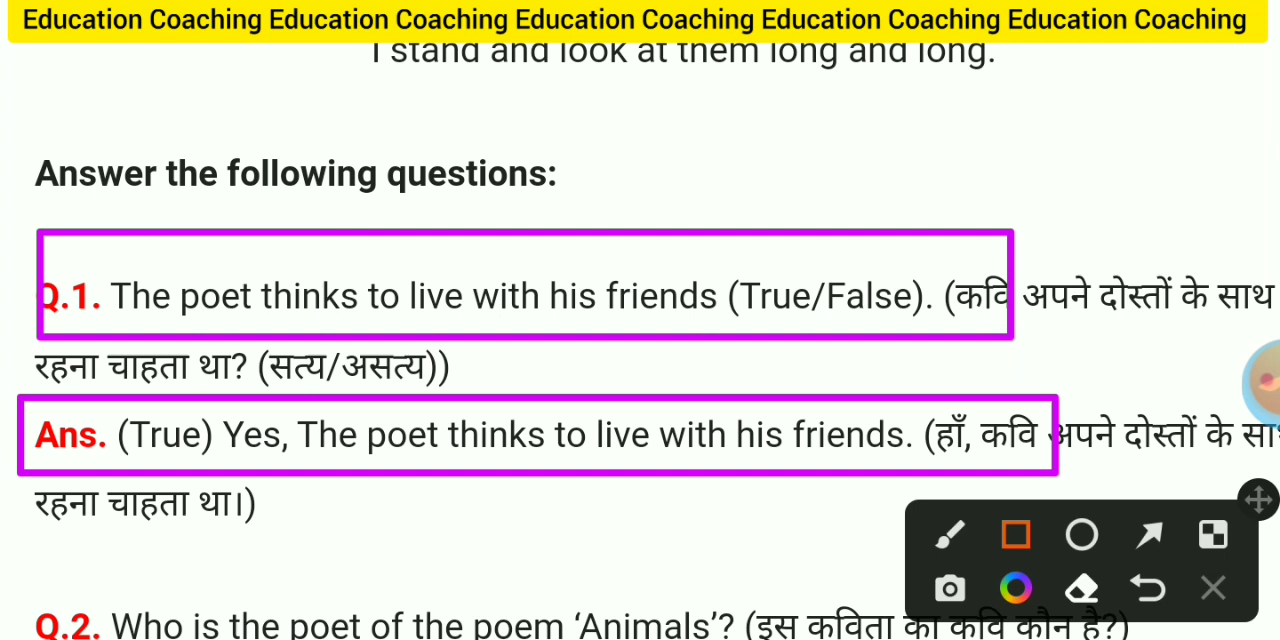 Education Coaching Education Coaching Education Coaching Education Coaching Education Coaching
I stand and look at them long and long.
Answer the following questions:
Q.1. The poet thinks to live with his friends (True/False). (कवि अपने दोस्तों के साथ
रहना चाहता था? (सत्य/असत्य))
Ans. (True) Yes, The poet thinks to live with his friends. (हाँ, कवि अपने दोस्तों के साथ
रहना चाहता था।)
Q.2. Who is the poet of the poem ‘Animals’? (इस कविता का कवि कौन है?)